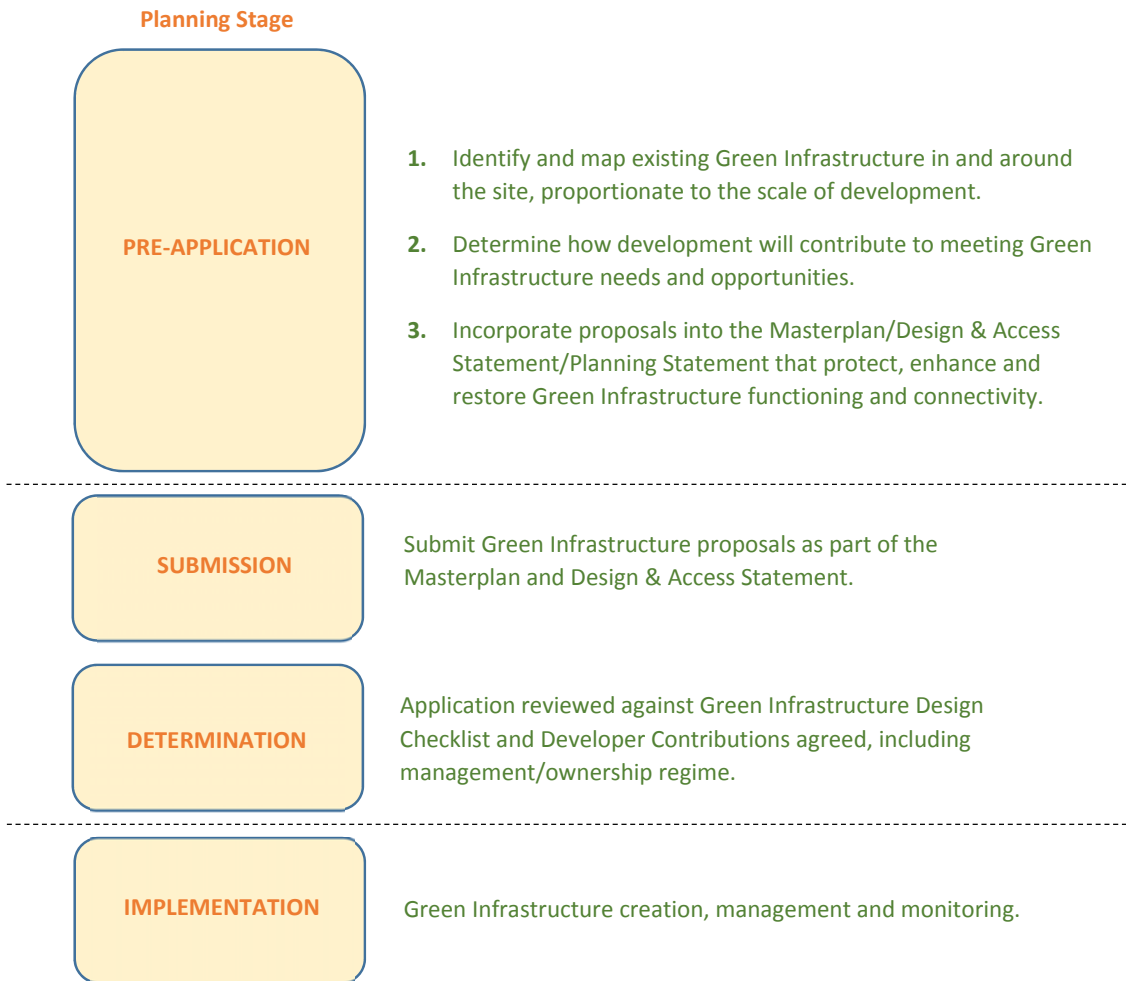 Planning Stage
PRE-APPLICATION
1. Identify and map existing Green Infrastructure in and around
the site, proportionate to the scale of development.
2. Determine how development will contribute to meeting Green
Infrastructure needs and opportunities.
3. Incorporate proposals into the Masterplan/Design & Access
Statement/Planning Statement that protect, enhance and
restore Green Infrastructure functioning and connectivity.
SUBMISSION
Submit Green Infrastructure proposals as part of the
Masterplan and Design & Access Statement.
DETERMINATION
Application reviewed against Green Infrastructure Design
Checklist and Developer Contributions agreed, including
management/ownership regime.
IMPLEMENTATION
Green Infrastructure creation, management and monitoring.